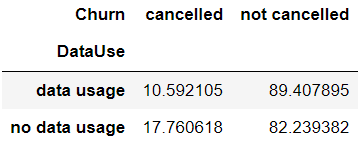 Churn cancelled not cancelled
DataUse
data usage 10.592105 89.407895
no data usage 17.760618 82.239382